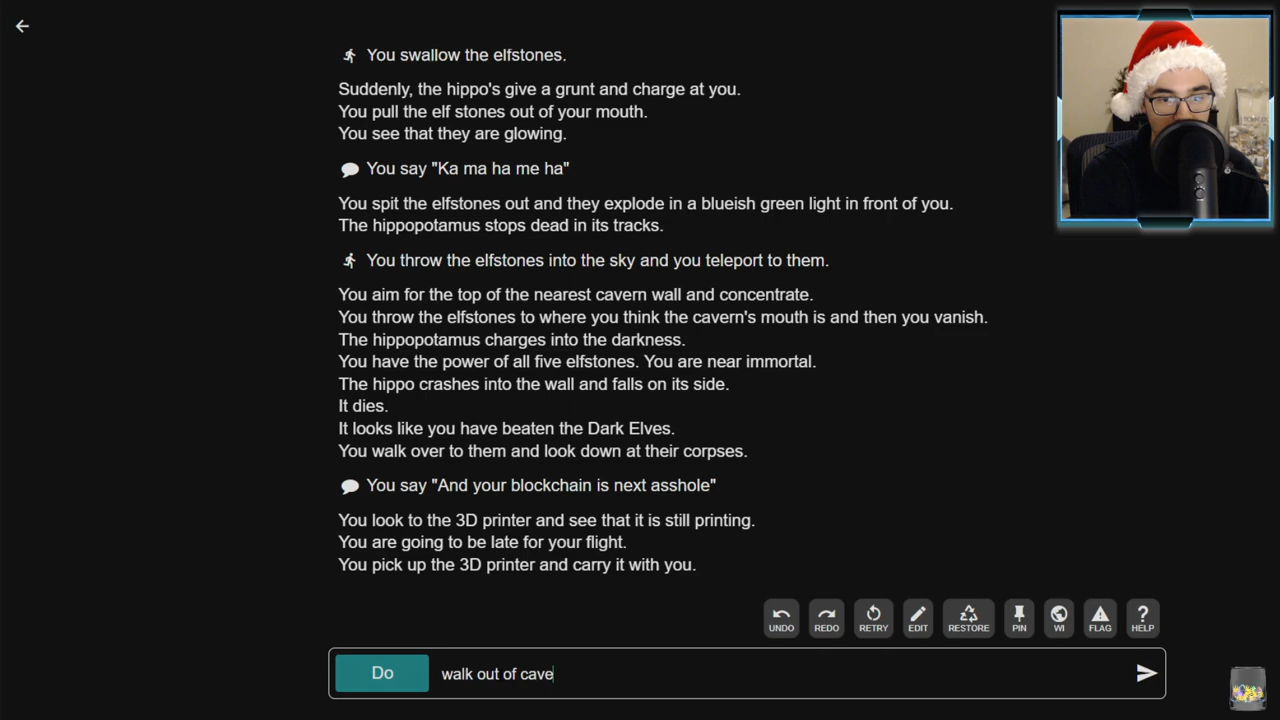 You swallow the elfstones.
Suddenly, the hippo's give a grunt and charge at you.
You pull the elf stones out of your mouth.
You see that they are glowing.
You say "Ka ma ha me ha"
You spit the elfstones out and they explode in a blueish green light in front of you.
The hippopotamus stops dead in its tracks.
You throw the elfstones into the sky and you teleport to them.
You aim for the top of the nearest cavern wall and concentrate.
You throw the elfstones to where you think the cavern's mouth is and then you vanish.
The hippopotamus charges into the darkness.
You have the power of all five elfstones. You are near immortal.
The hippo crashes into the wall and falls on its side.
It dies.
It looks like you have beaten the Dark Elves.
You walk over to them and look down at their corpses.
You say "And your blockchain is next asshole"
You look to the 3D printer and see that it is still printing.
You are going to be late for your flight.
You pick up the 3D printer and carry it with you.
UNDO REDO RETRY EDIT RESTORE PIN WI FLAG HELP
Do walk out of cave